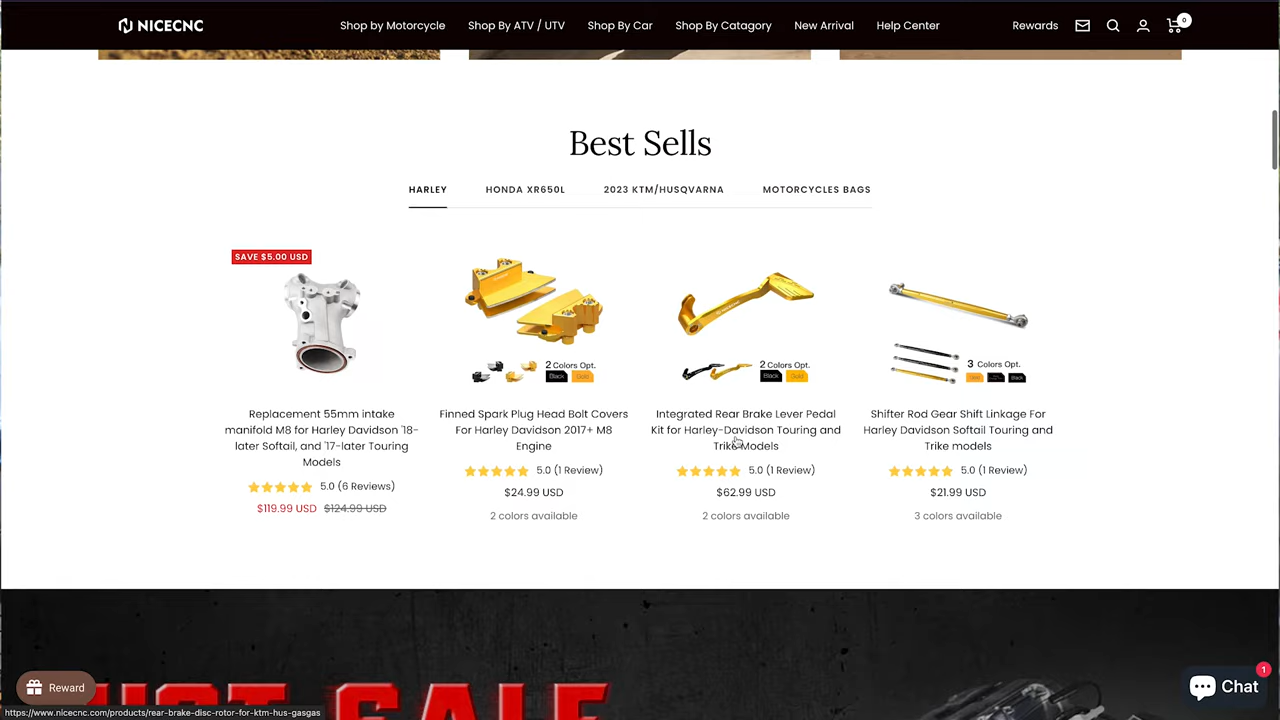 NICECNC
Shop by Motorcycle
Shop By ATV / UTV
Shop By Car
Shop By Catagory
New Arrival
Help Center
Rewards
0
Best Sells
HARLEY
HONDA XR650L
2023 KTM/HUSQVARNA
MOTORCYCLES BAGS
SAVE $5.00 USD
Replacement 55mm intake
manifold M8 for Harley Davidson '18-
later Softail, and '17-later Touring
Models
5.0 (6 Reviews)
$119.99 USD $124.99 USD
2 Colors Opt.
Black
Gold
Finned Spark Plug Head Bolt Covers
For Harley Davidson 2017+ M8
Engine
5.0 (1 Review)
$24.99 USD
2 colors available
2 Colors Opt.
Black
Gold
Integrated Rear Brake Lever Pedal
Kit for Harley-Davidson Touring and
Trike Models
5.0 (1 Review)
$62.99 USD
2 colors available
3 Colors Opt.
Black
Shifter Rod Gear Shift Linkage For
Harley Davidson Softail Touring and
Trike models
5.0 (1 Review)
$21.99 USD
3 colors available
HOT SALE
Reward
1
Chat
https://www.nicecnc.com/products/rear-brake-disc-rotor-for-ktm-hus-gasgas